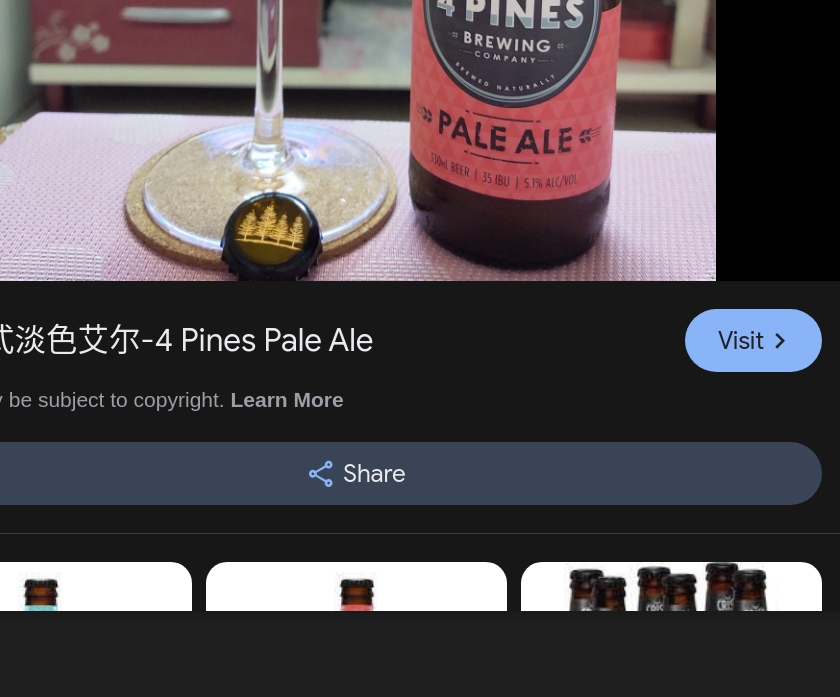 4 PINES
BREWING
COMPANY
BREWED NATURALLY
PALE ALE
330ML BEER | 35 IBU | 5.1% ALC/VOL
式淡色艾尔-4 Pines Pale Ale
Visit
y be subject to copyright. Learn More
Share
CRIS